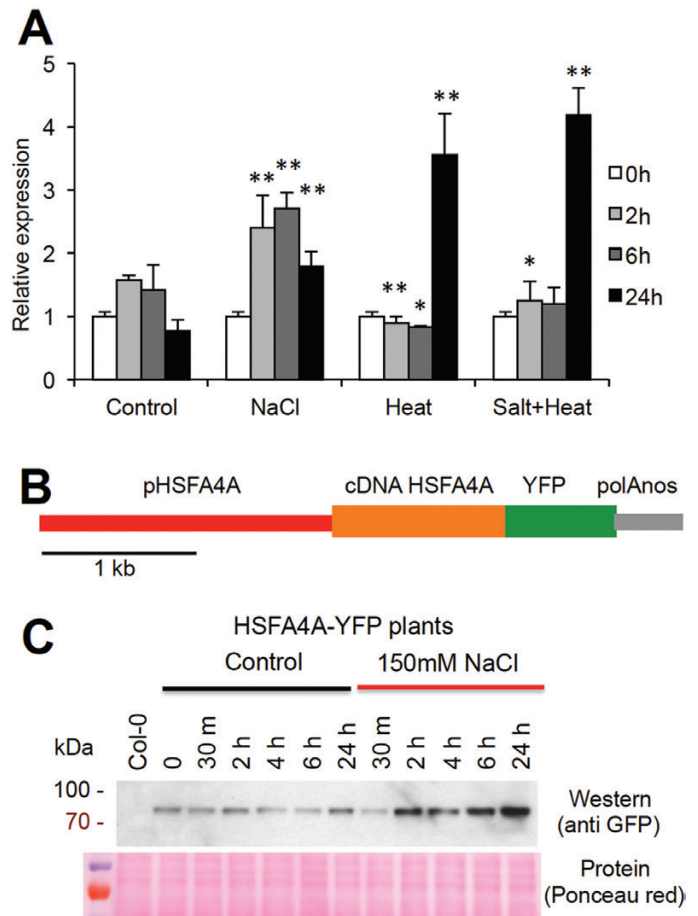 A
5
4
3
2
1
0
Relative expression
** ** **
** *
**
*
**
Control NaCl Heat Salt+Heat
0h
2h
6h
24h
B
pHSFA4A cDNA HSFA4A YFP polAnos
1 kb
C
HSFA4A-YFP plants
Control 150mM NaCl
kDa Col-0 0 30 m 2 h 4 h 6 h 24 h 30 m 2 h 4 h 6 h 24 h
100 -
70 -
Western
(anti GFP)
Protein
(Ponceau red)